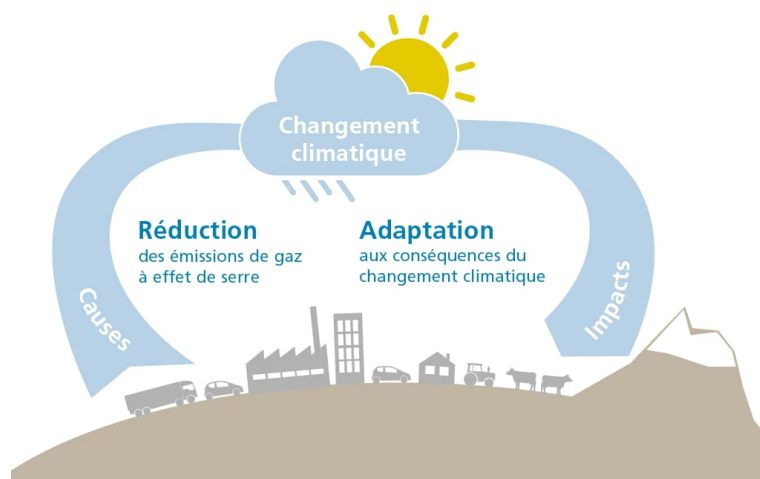 Changement
climatique
Réduction
des émissions de gaz
à effet de serre
Adaptation
aux conséquences du
changement climatique
Causes
Impacts